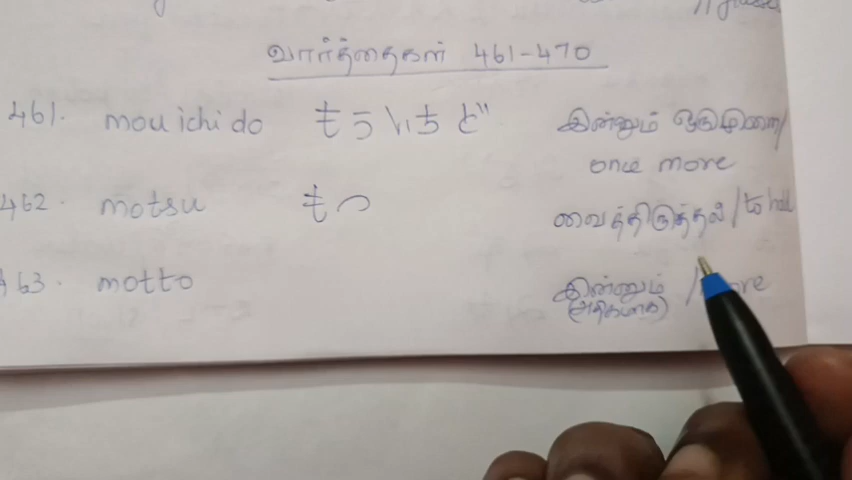 வார்த்தைகள் 461-470
461. mou ichi do もういちど இன்னும் ஒருமுறை/
once more
462. motsu もつ வைத்திருத்தல் / to hold
463. motto இன்னும் / more
(அதிகமாக)